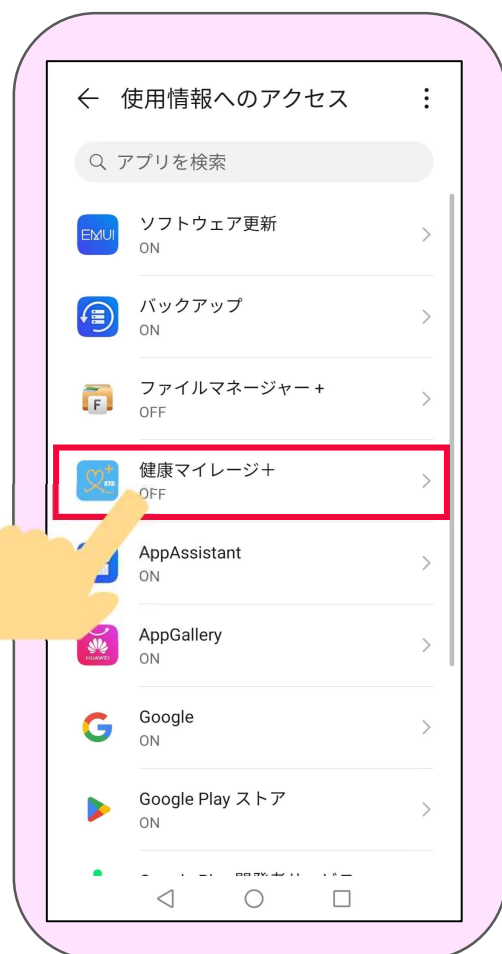 使用情報へのアクセス
アプリを検索
EMUI
ソフトウェア更新
ON
バックアップ
ON
F
ファイルマネージャー +
OFF
健康マイレージ＋
OFF
AppAssistant
ON
HUAWEI
AppGallery
ON
Google
ON
Google Play ストア
ON